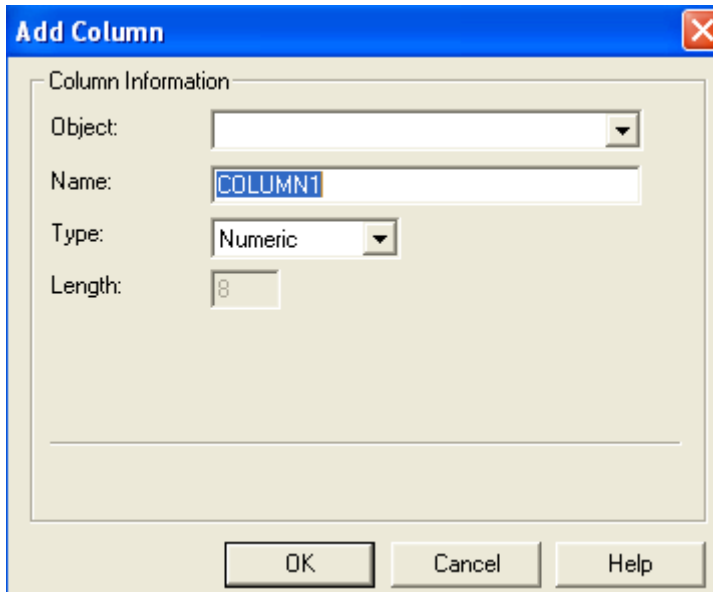 Add Column
Column Information
Object:
Name: COLUMN1
Type: Numeric
Length: 8
OK Cancel Help